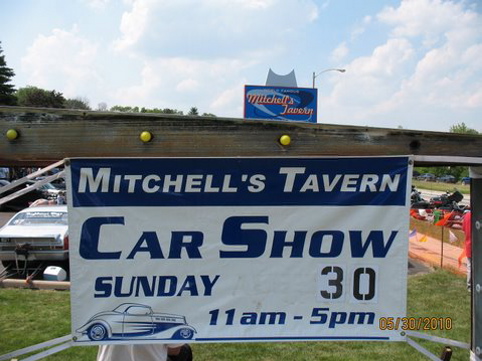 Mitchell's
Tavern
MITCHELL'S TAVERN
CAR SHOW
SUNDAY 30
11am - 5pm
05/30/2010